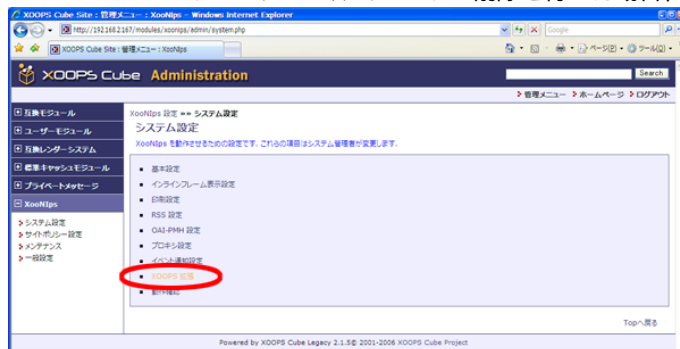 XOOPS Cube Site : 管理メニュー : XooNIps - Windows Internet Explorer
http://192.168.2.167/modules/xoonips/admin/system.php
Google
XOOPS Cube Site : 管理メニュー : XooNIps
ページ(P)
ツール(O)
XOOPS Cube Administration
Search
管理メニュー ホームページ ログアウト
互換モジュール
ユーザーモジュール
互換レンダーシステム
標準キャッシュモジュール
プライベートメッセージ
XooNIps
システム設定
サイトポリシー設定
メンテナンス
一般設定
XooNIps 設定 »» システム設定
システム設定
XooNIps を動作させるための設定です. これらの項目はシステム管理者が変更します.
基本設定
インラインフレーム表示設定
印刷設定
RSS 設定
OAI-PMH 設定
プロキシ設定
イベント通知設定
XOOPS 拡張
動作確認
Topへ戻る
Powered by XOOPS Cube Legacy 2.1.5© 2001-2006 XOOPS Cube Project